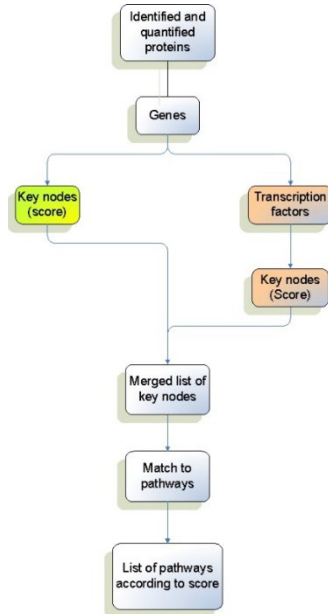 Identified and
quantified
proteins
Genes
Key nodes
(score)
Transcription
factors
Key nodes
(Score)
Merged list of
key nodes
Match to
pathways
List of pathways
according to score